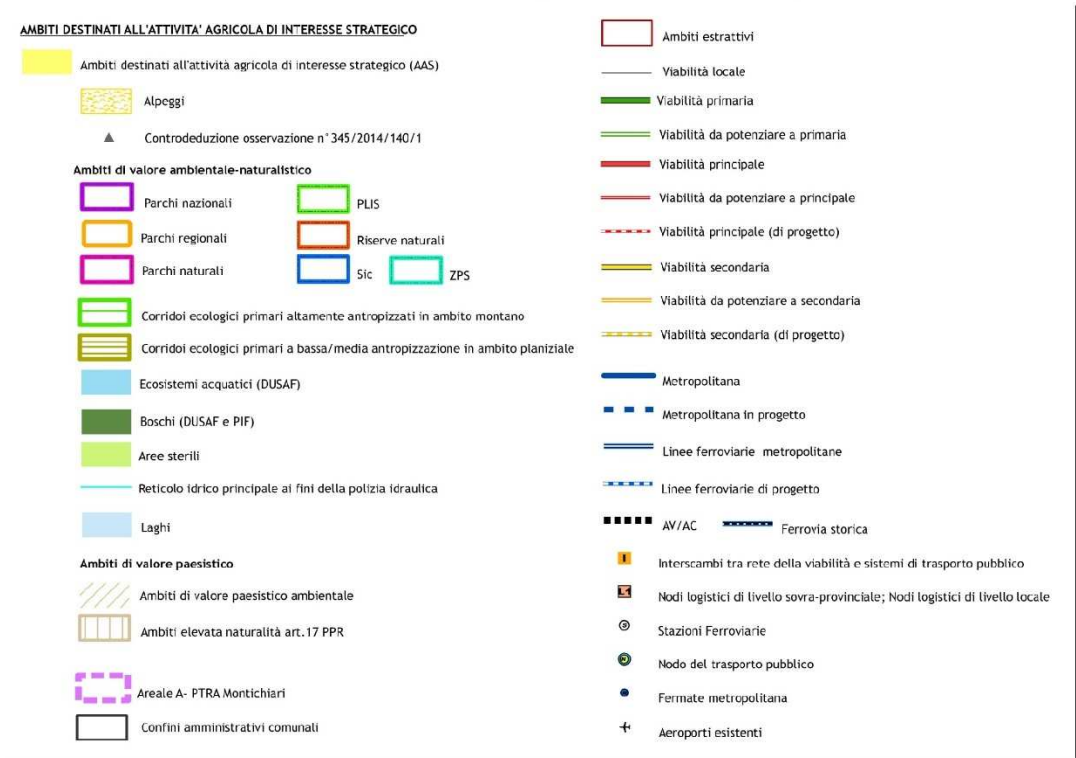 AMBITI DESTINATI ALL'ATTIVITA' AGRICOLA DI INTERESSE STRATEGICO
Ambiti destinati all'attività agricola di interesse strategico (AAS)
Alpeggi
Controdeduzione osservazione n°345/2014/140/1
Ambiti di valore ambientale-naturalistico
Parchi nazionali
PLIS
Parchi regionali
Riserve naturali
Parchi naturali
Sic
ZPS
Corridoi ecologici primari altamente antropizzati in ambito montano
Corridoi ecologici primari a bassa/media antropizzazione in ambito planiziale
Ecosistemi acquatici (DUSAF)
Boschi (DUSAF e PIF)
Aree sterili
Reticolo idrico principale ai fini della polizia idraulica
Laghi
Ambiti di valore paesistico
Ambiti di valore paesistico ambientale
Ambiti elevata naturalità art.17 PPR
Areale A- PTRA Montichiari
Confini amministrativi comunali
Ambiti estrattivi
Viabilità locale
Viabilità primaria
Viabilità da potenziare a primaria
Viabilità principale
Viabilità da potenziare a principale
Viabilità principale (di progetto)
Viabilità secondaria
Viabilità da potenziare a secondaria
Viabilità secondaria (di progetto)
Metropolitana
Metropolitana in progetto
Linee ferroviarie metropolitane
Linee ferroviarie di progetto
AV/AC
Ferrovia storica
I Interscambi tra rete della viabilità e sistemi di trasporto pubblico
L1 Nodi logistici di livello sovra-provinciale; Nodi logistici di livello locale
S Stazioni Ferroviarie
Nodo del trasporto pubblico
Fermate metropolitana
Aeroporti esistenti